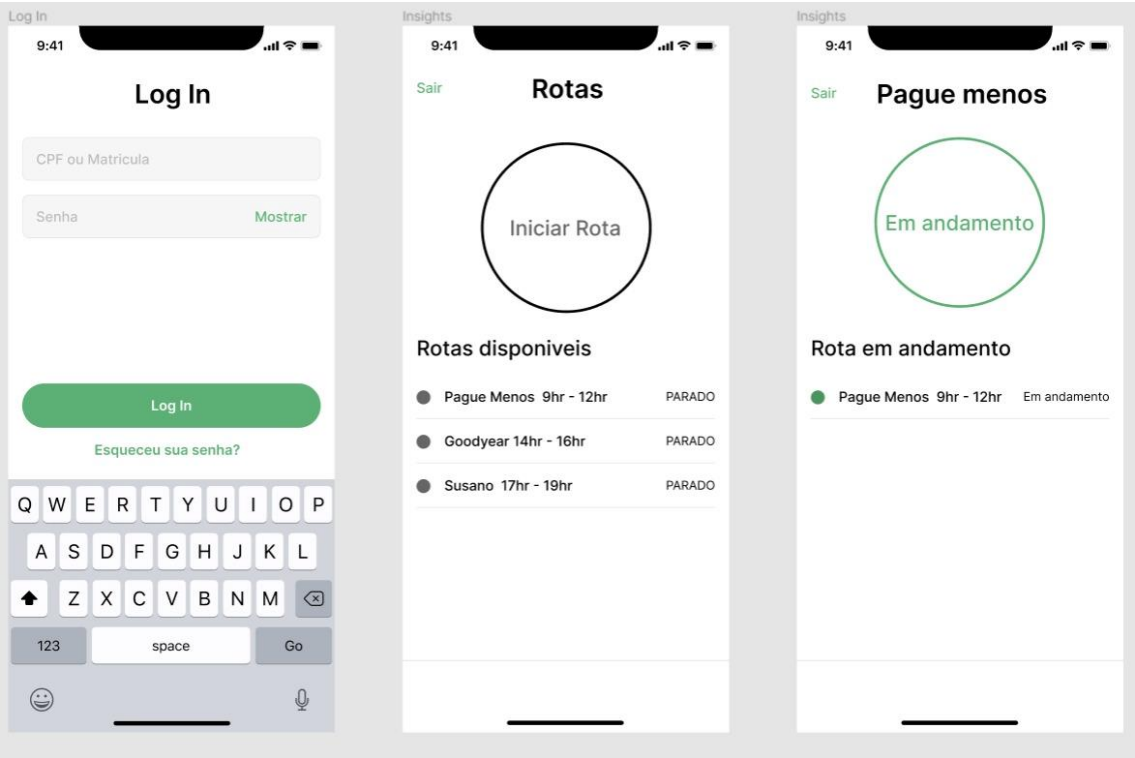 Log In
9:41
Log In
CPF ou Matricula
Senha Mostrar
Log In
Esqueceu sua senha?
Q W E R T Y U I O P
A S D F G H J K L
Z X C V B N M
123 space Go
Insights
9:41
Sair Rotas
Iniciar Rota
Rotas disponiveis
Pague Menos 9hr - 12hr PARADO
Goodyear 14hr - 16hr PARADO
Susano 17hr - 19hr PARADO
Insights
9:41
Sair Pague menos
Em andamento
Rota em andamento
Pague Menos 9hr - 12hr Em andamento